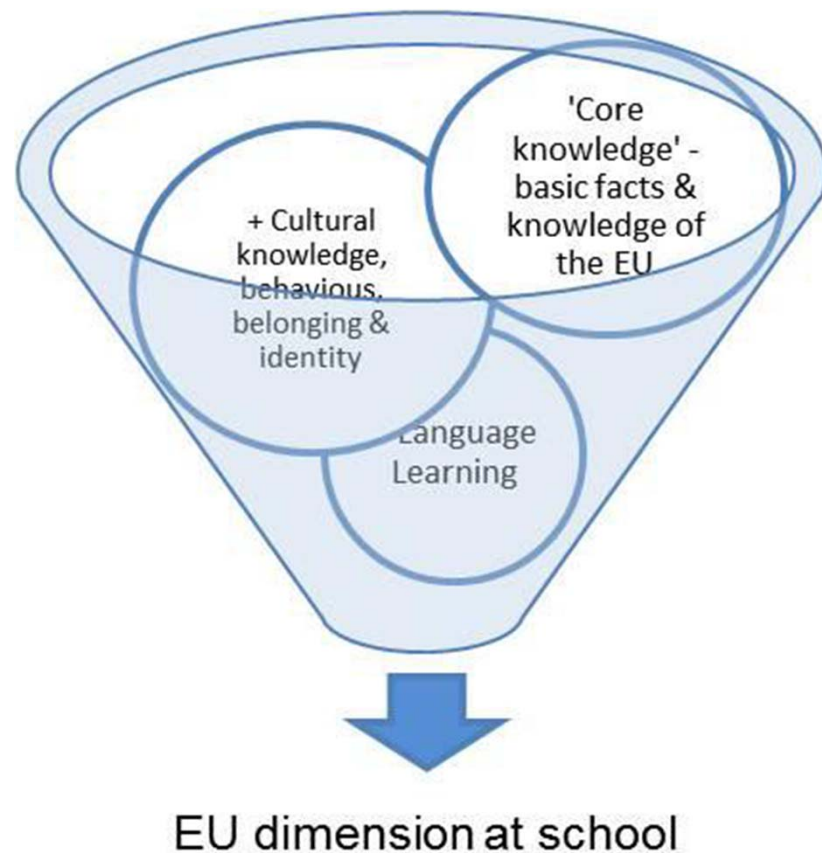 'Core
knowledge' -
basic facts &
knowledge of
the EU
+ Cultural
knowledge,
behavious,
belonging &
identity
Language
Learning
EU dimension at school